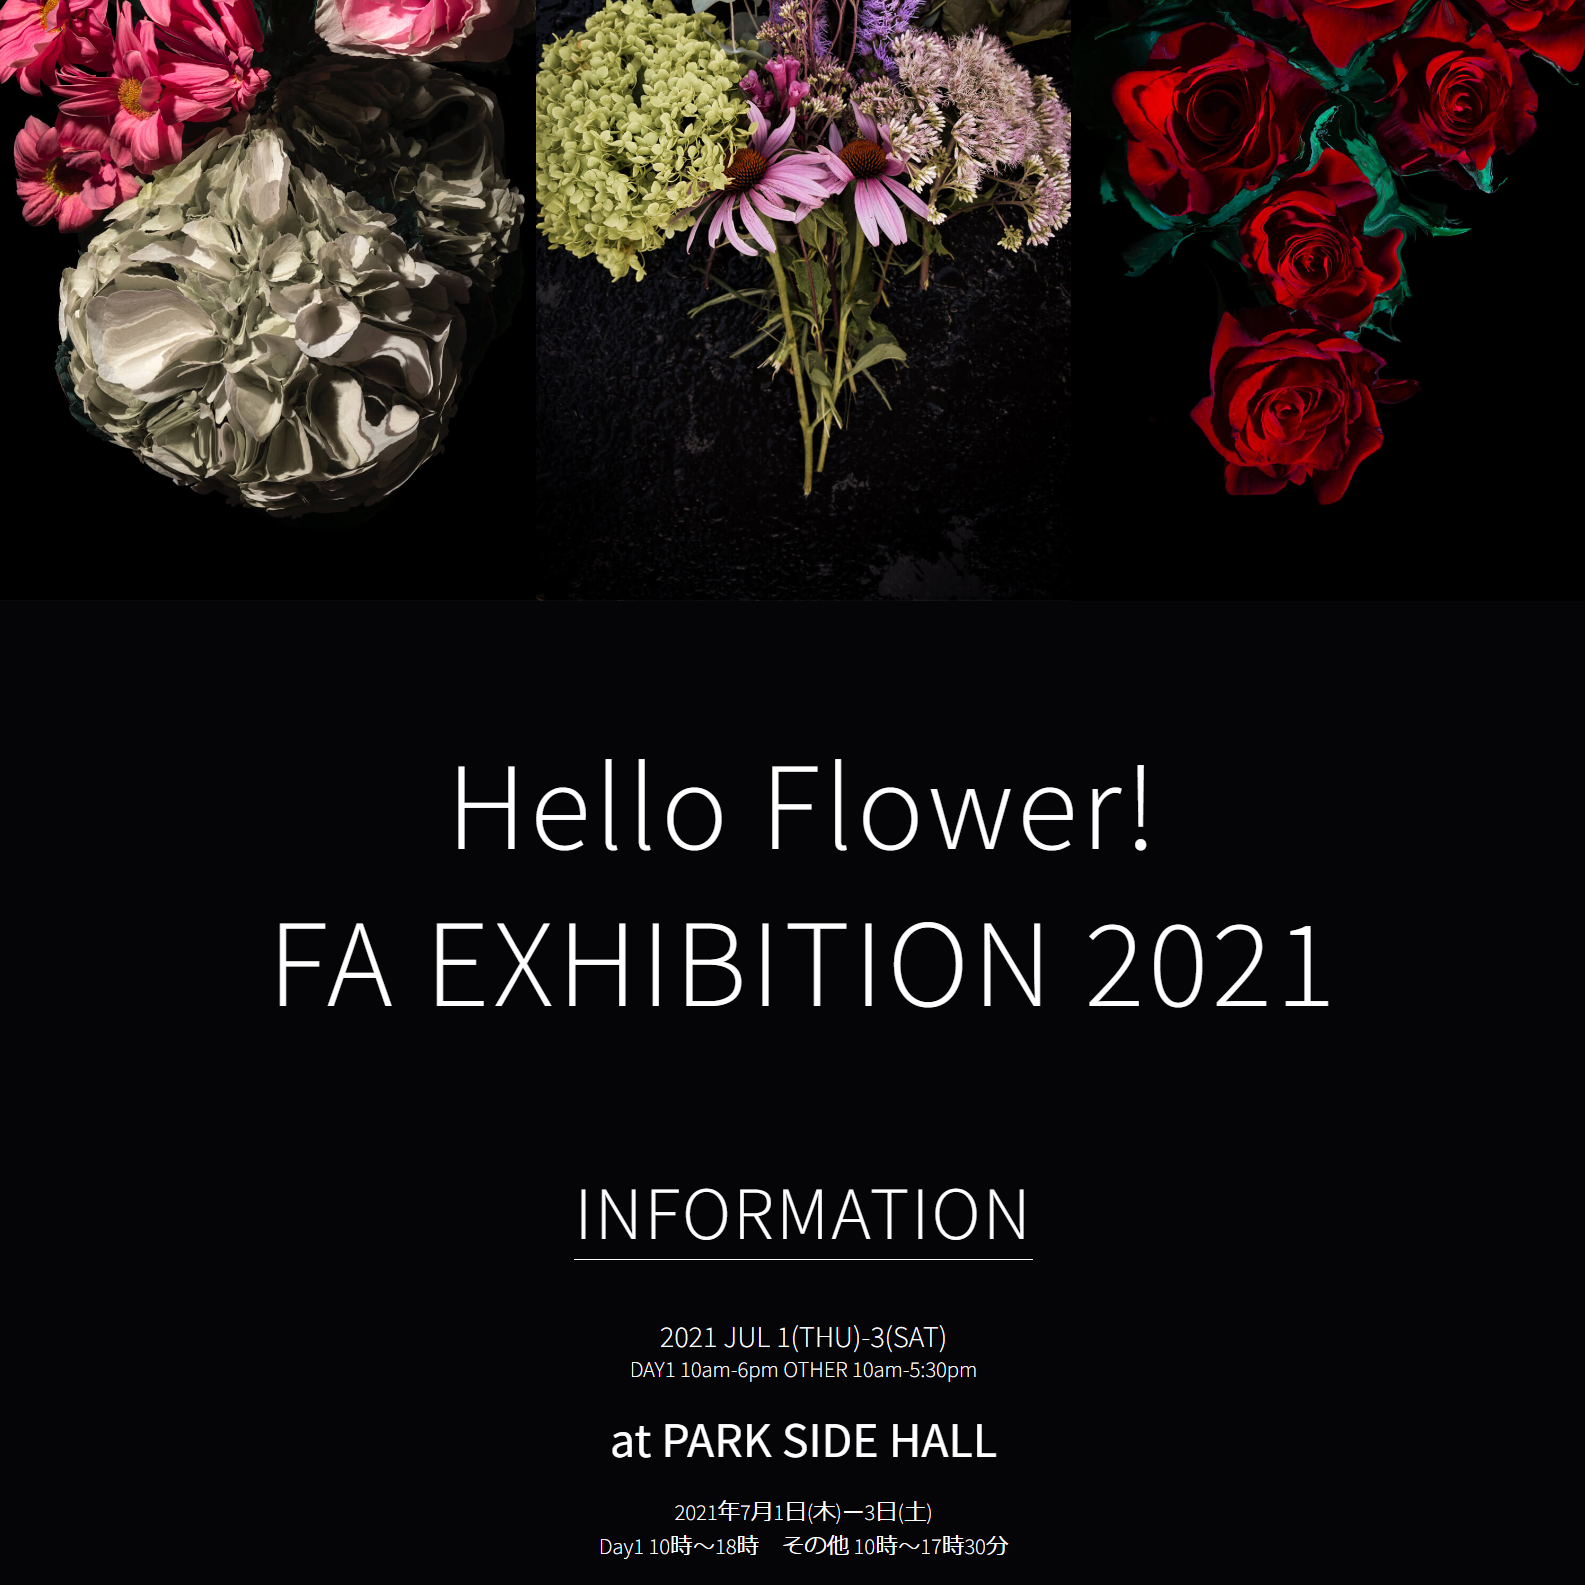 Hello Flower!
FA EXHIBITION 2021
INFORMATION
2021 JUL 1(THU)-3(SAT)
DAY1 10am-6pm OTHER 10am-5:30pm
at PARK SIDE HALL
2021年7月1日(木)ー3日(土)
Day1 10時〜18時　その他 10時〜17時30分